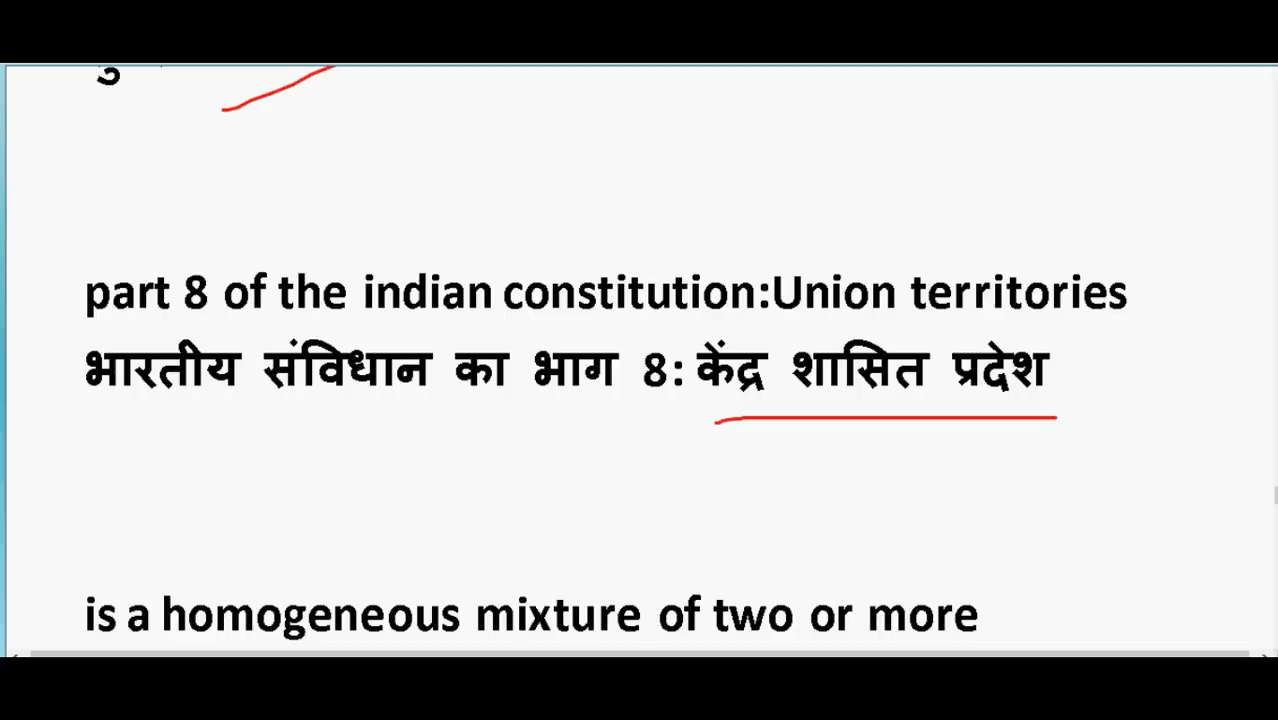 part 8 of the indian constitution:Union territories
भारतीय संविधान का भाग 8: केंद्र शासित प्रदेश
is a homogeneous mixture of two or more